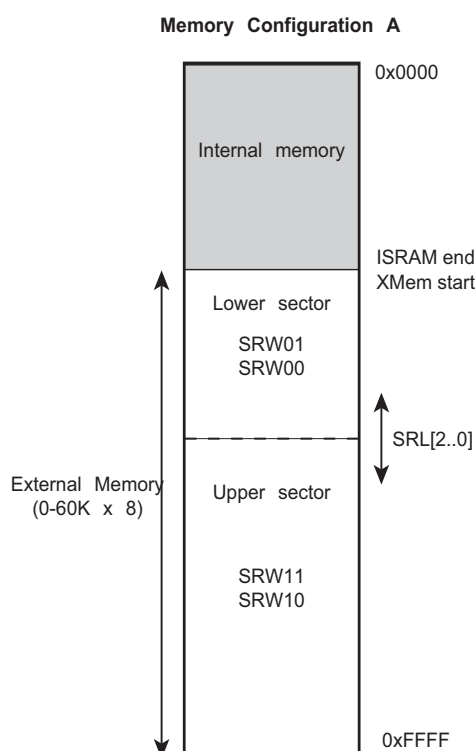 Memory Configuration A
0x0000
Internal memory
ISRAM end
XMem start
Lower sector
SRW01
SRW00
SRL[2..0]
External Memory
(0-60K x 8)
Upper sector
SRW11
SRW10
0xFFFF